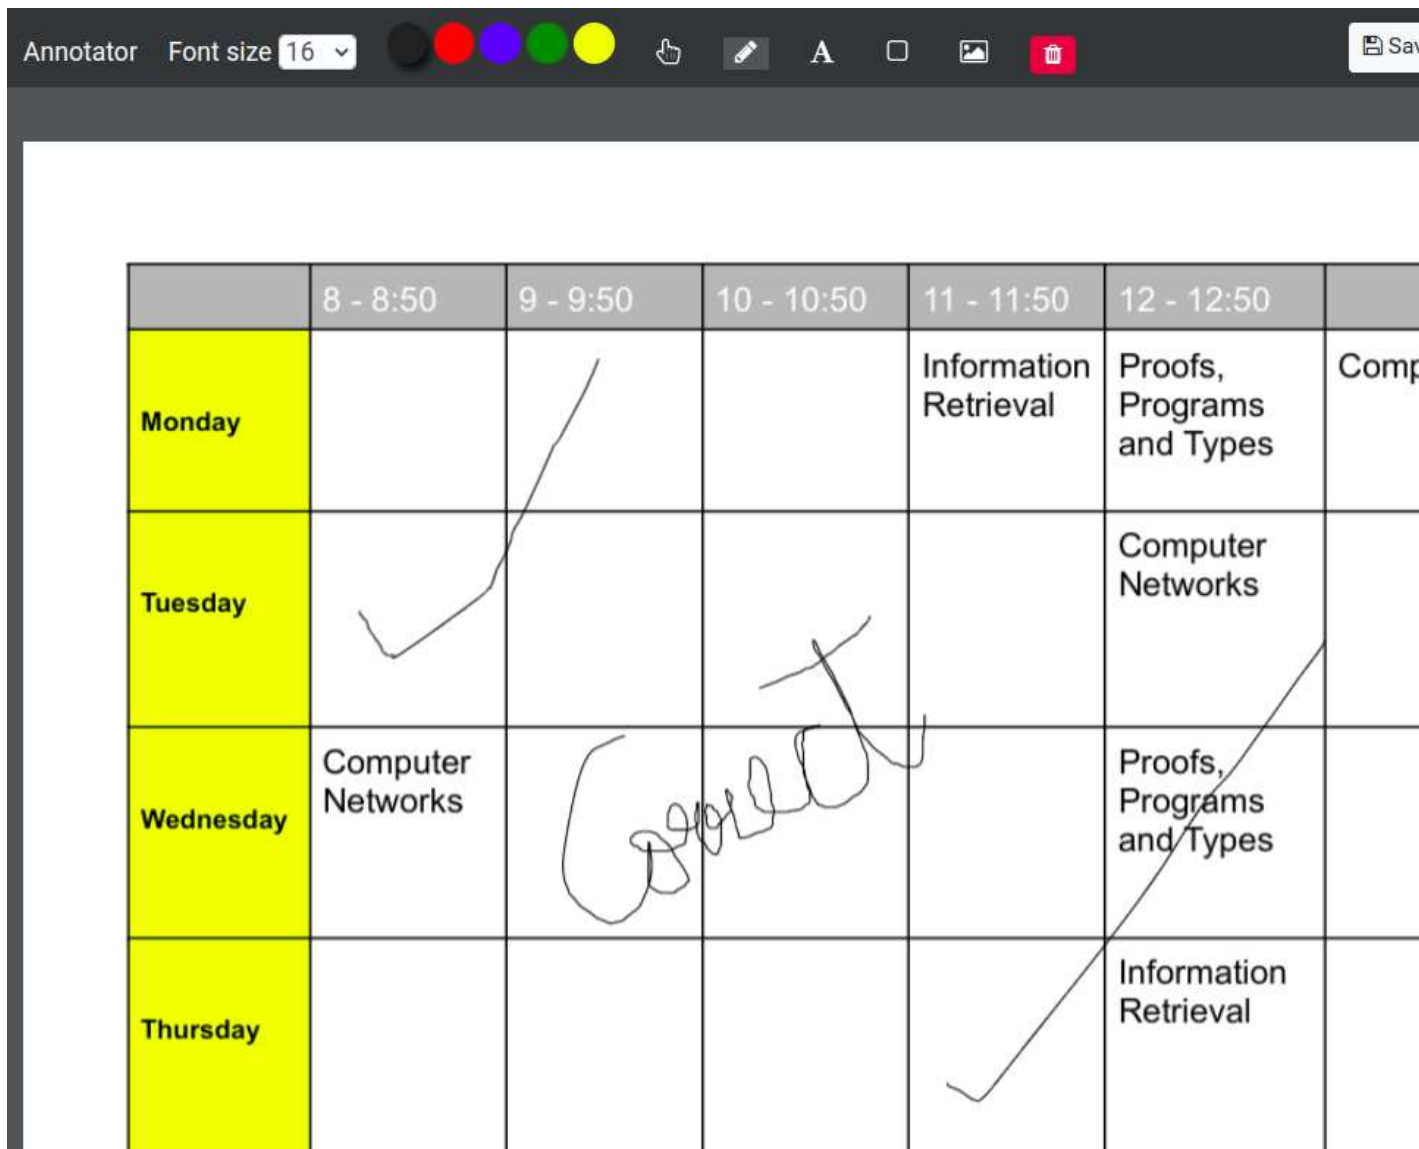 Annotator Font size 16 Sav
8 - 8:50 9 - 9:50 10 - 10:50 11 - 11:50 12 - 12:50
Monday
Information
Retrieval
Proofs,
Programs
and Types
Comp
Tuesday
Computer
Networks
Wednesday
Computer
Networks
Correct
Proofs,
Programs
and Types
Thursday
Information
Retrieval